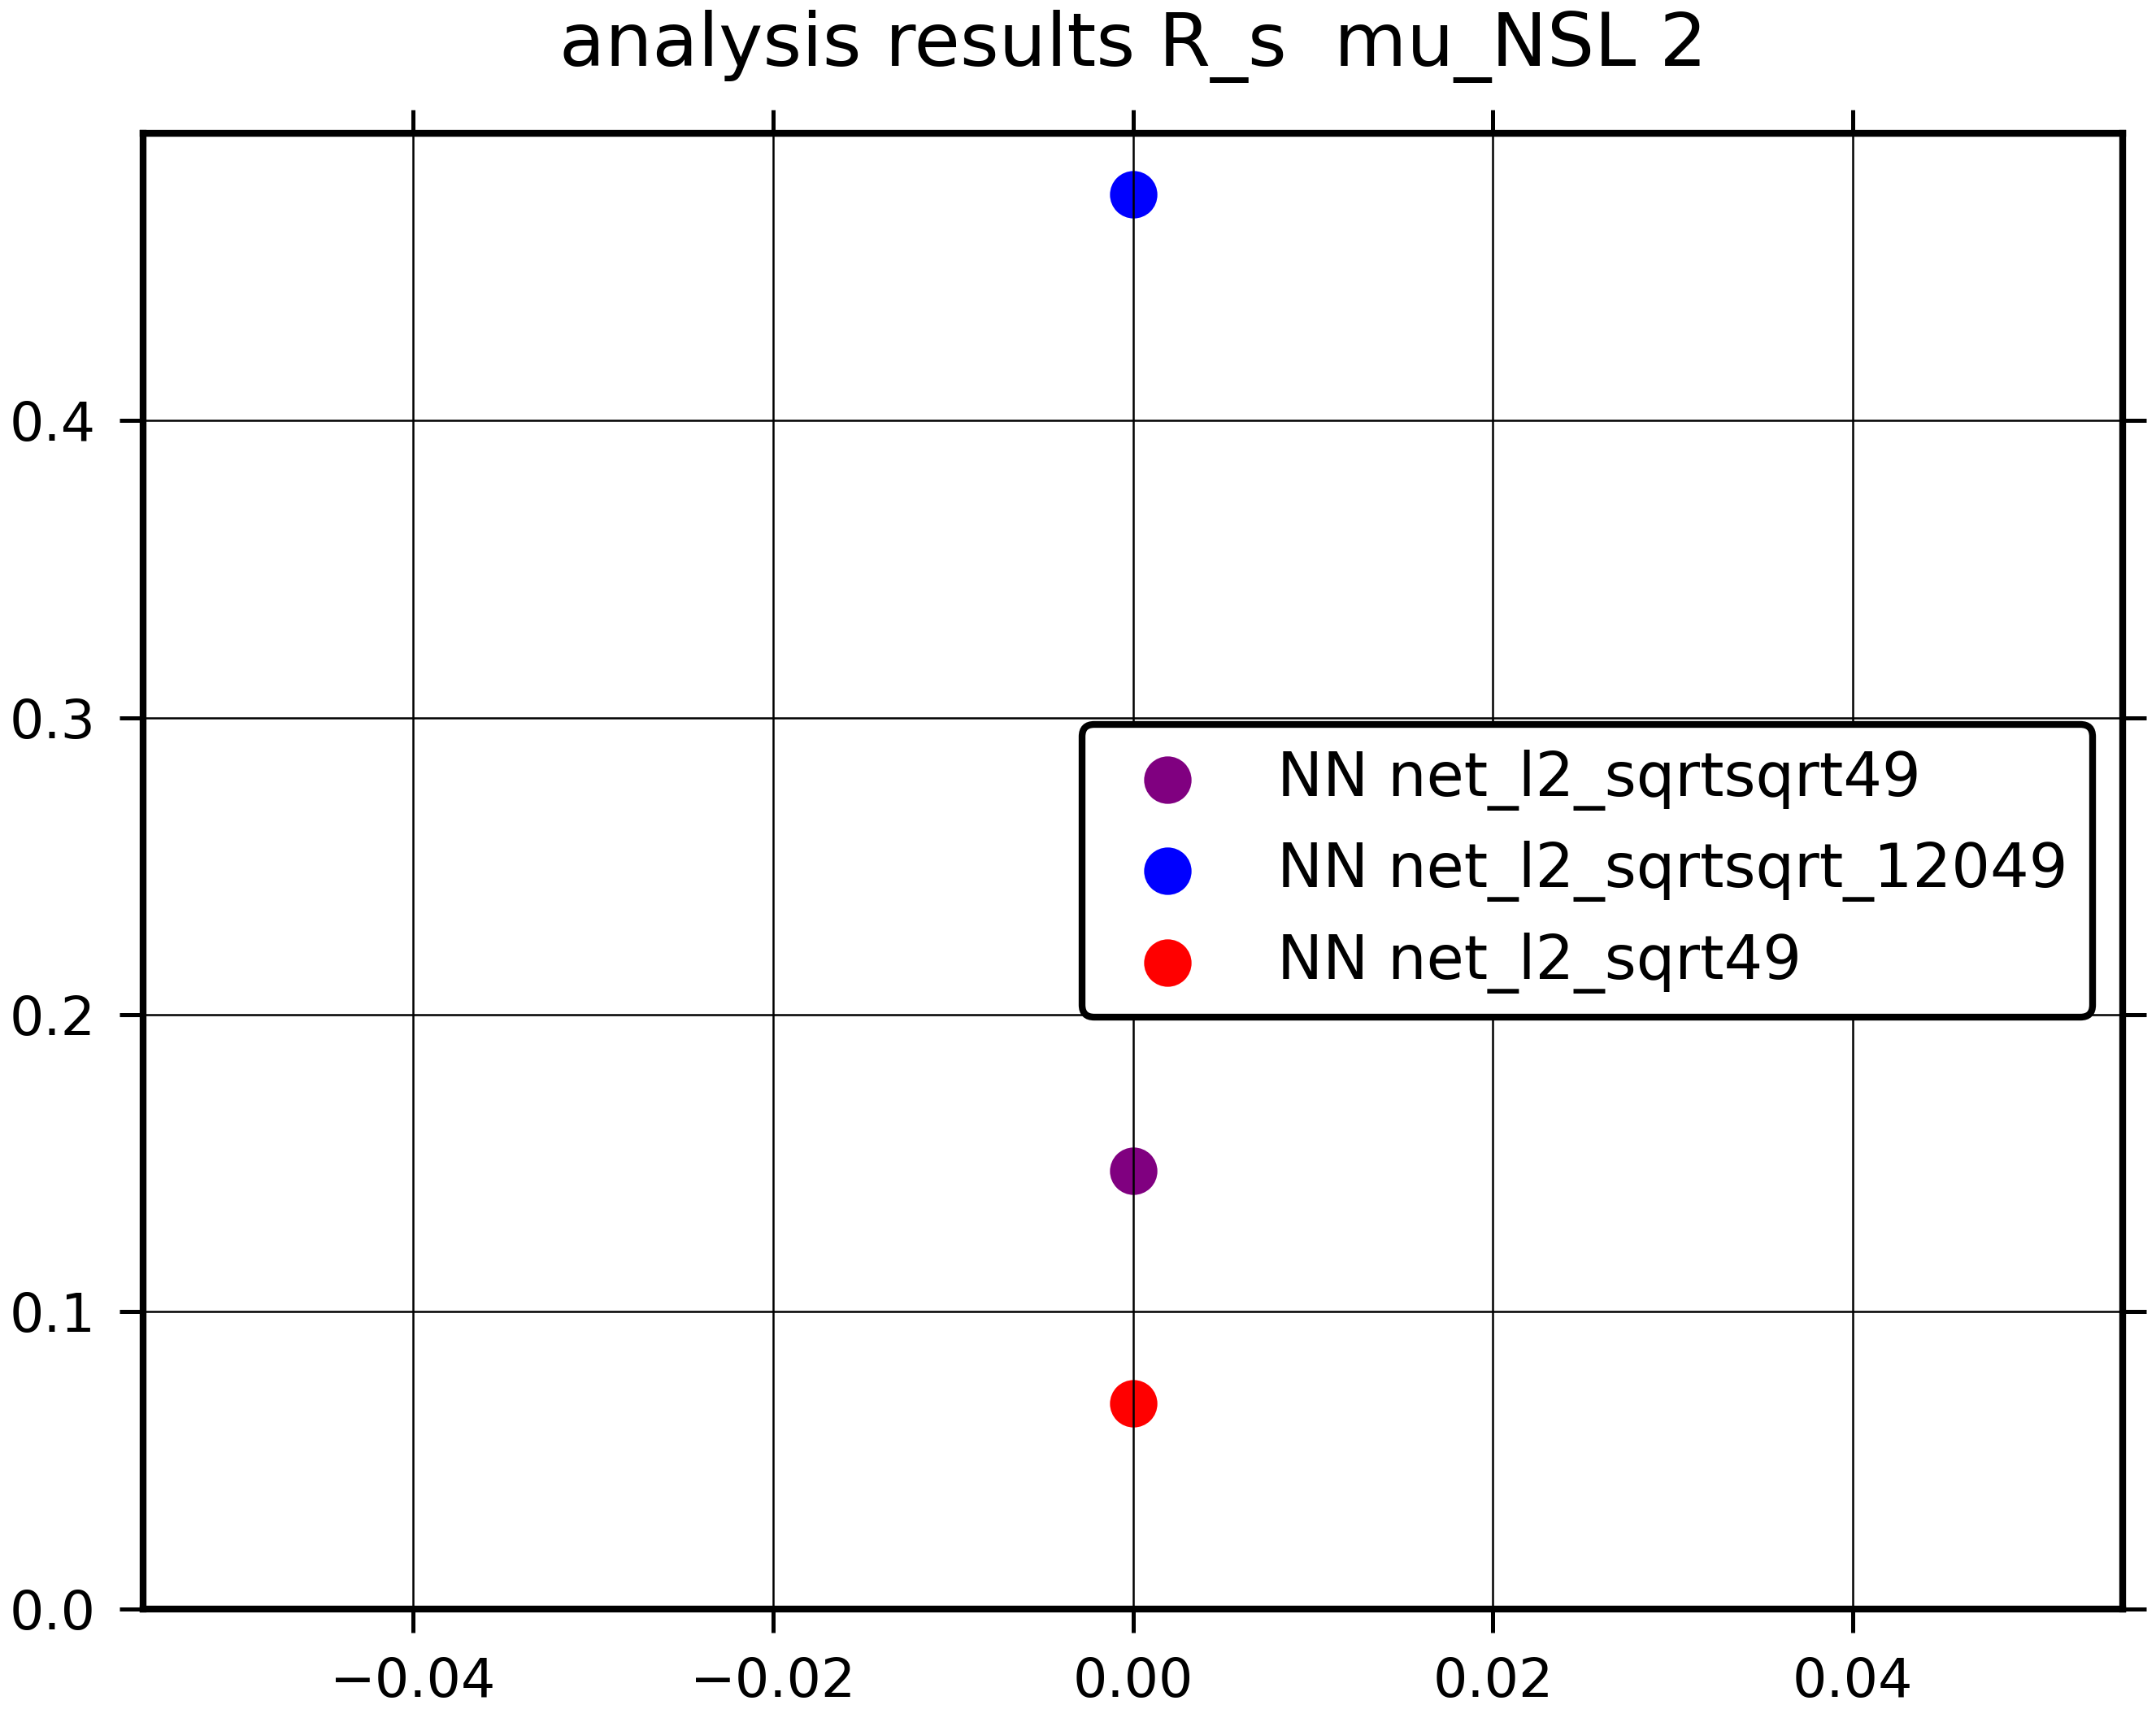 analysis results R_s  mu_NSL 2
0.4
0.3
NN net_l2_sqrtsqrt49
NN net_l2_sqrtsqrt_12049
NN net_l2_sqrt49
0.2
0.1
0.0
−0.04 −0.02 0.00 0.02 0.04